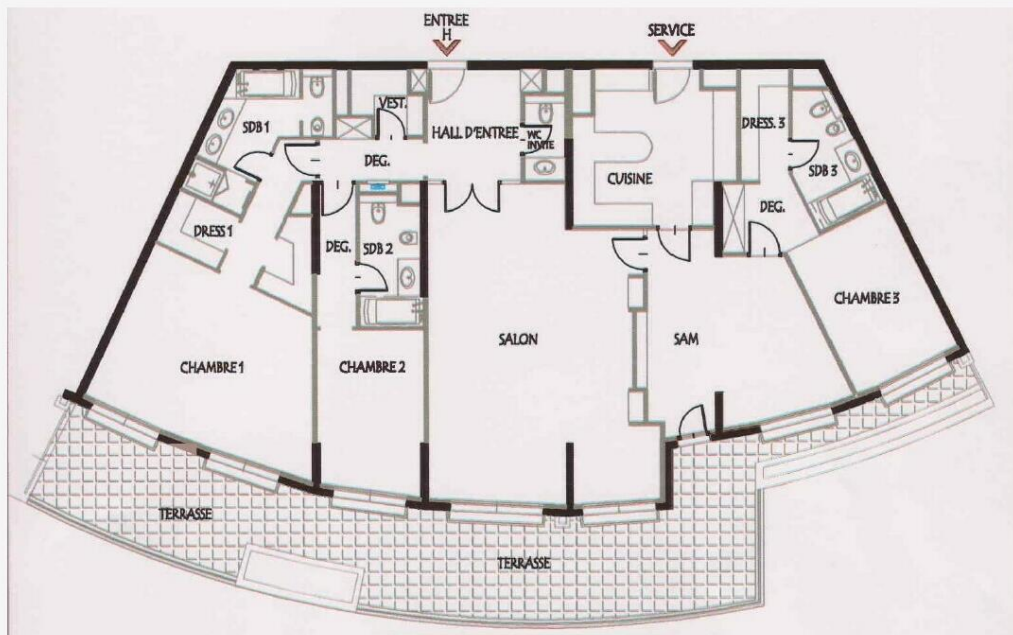 ENTREE
H
SERVICE
SDB 1
VEST.
HALL D'ENTREE
WC
INVITE
DEG.
CUISINE
DRESS. 3
SDB 3
DEG.
DRESS 1
DEG.
SDB 2
CHAMBRE 3
CHAMBRE 1
CHAMBRE 2
SALON
SAM
TERRASSE
TERRASSE